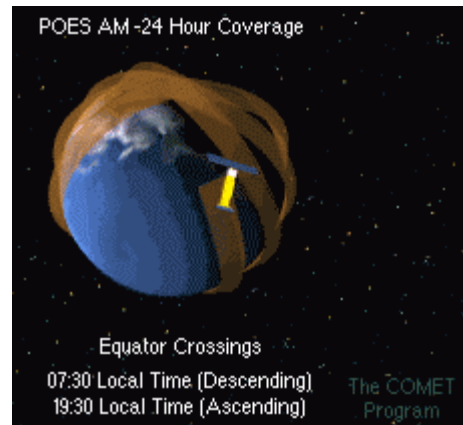 POES AM -24 Hour Coverage
Equator Crossings
07:30 Local Time (Descending)
19:30 Local Time (Ascending)
The COMET
Program